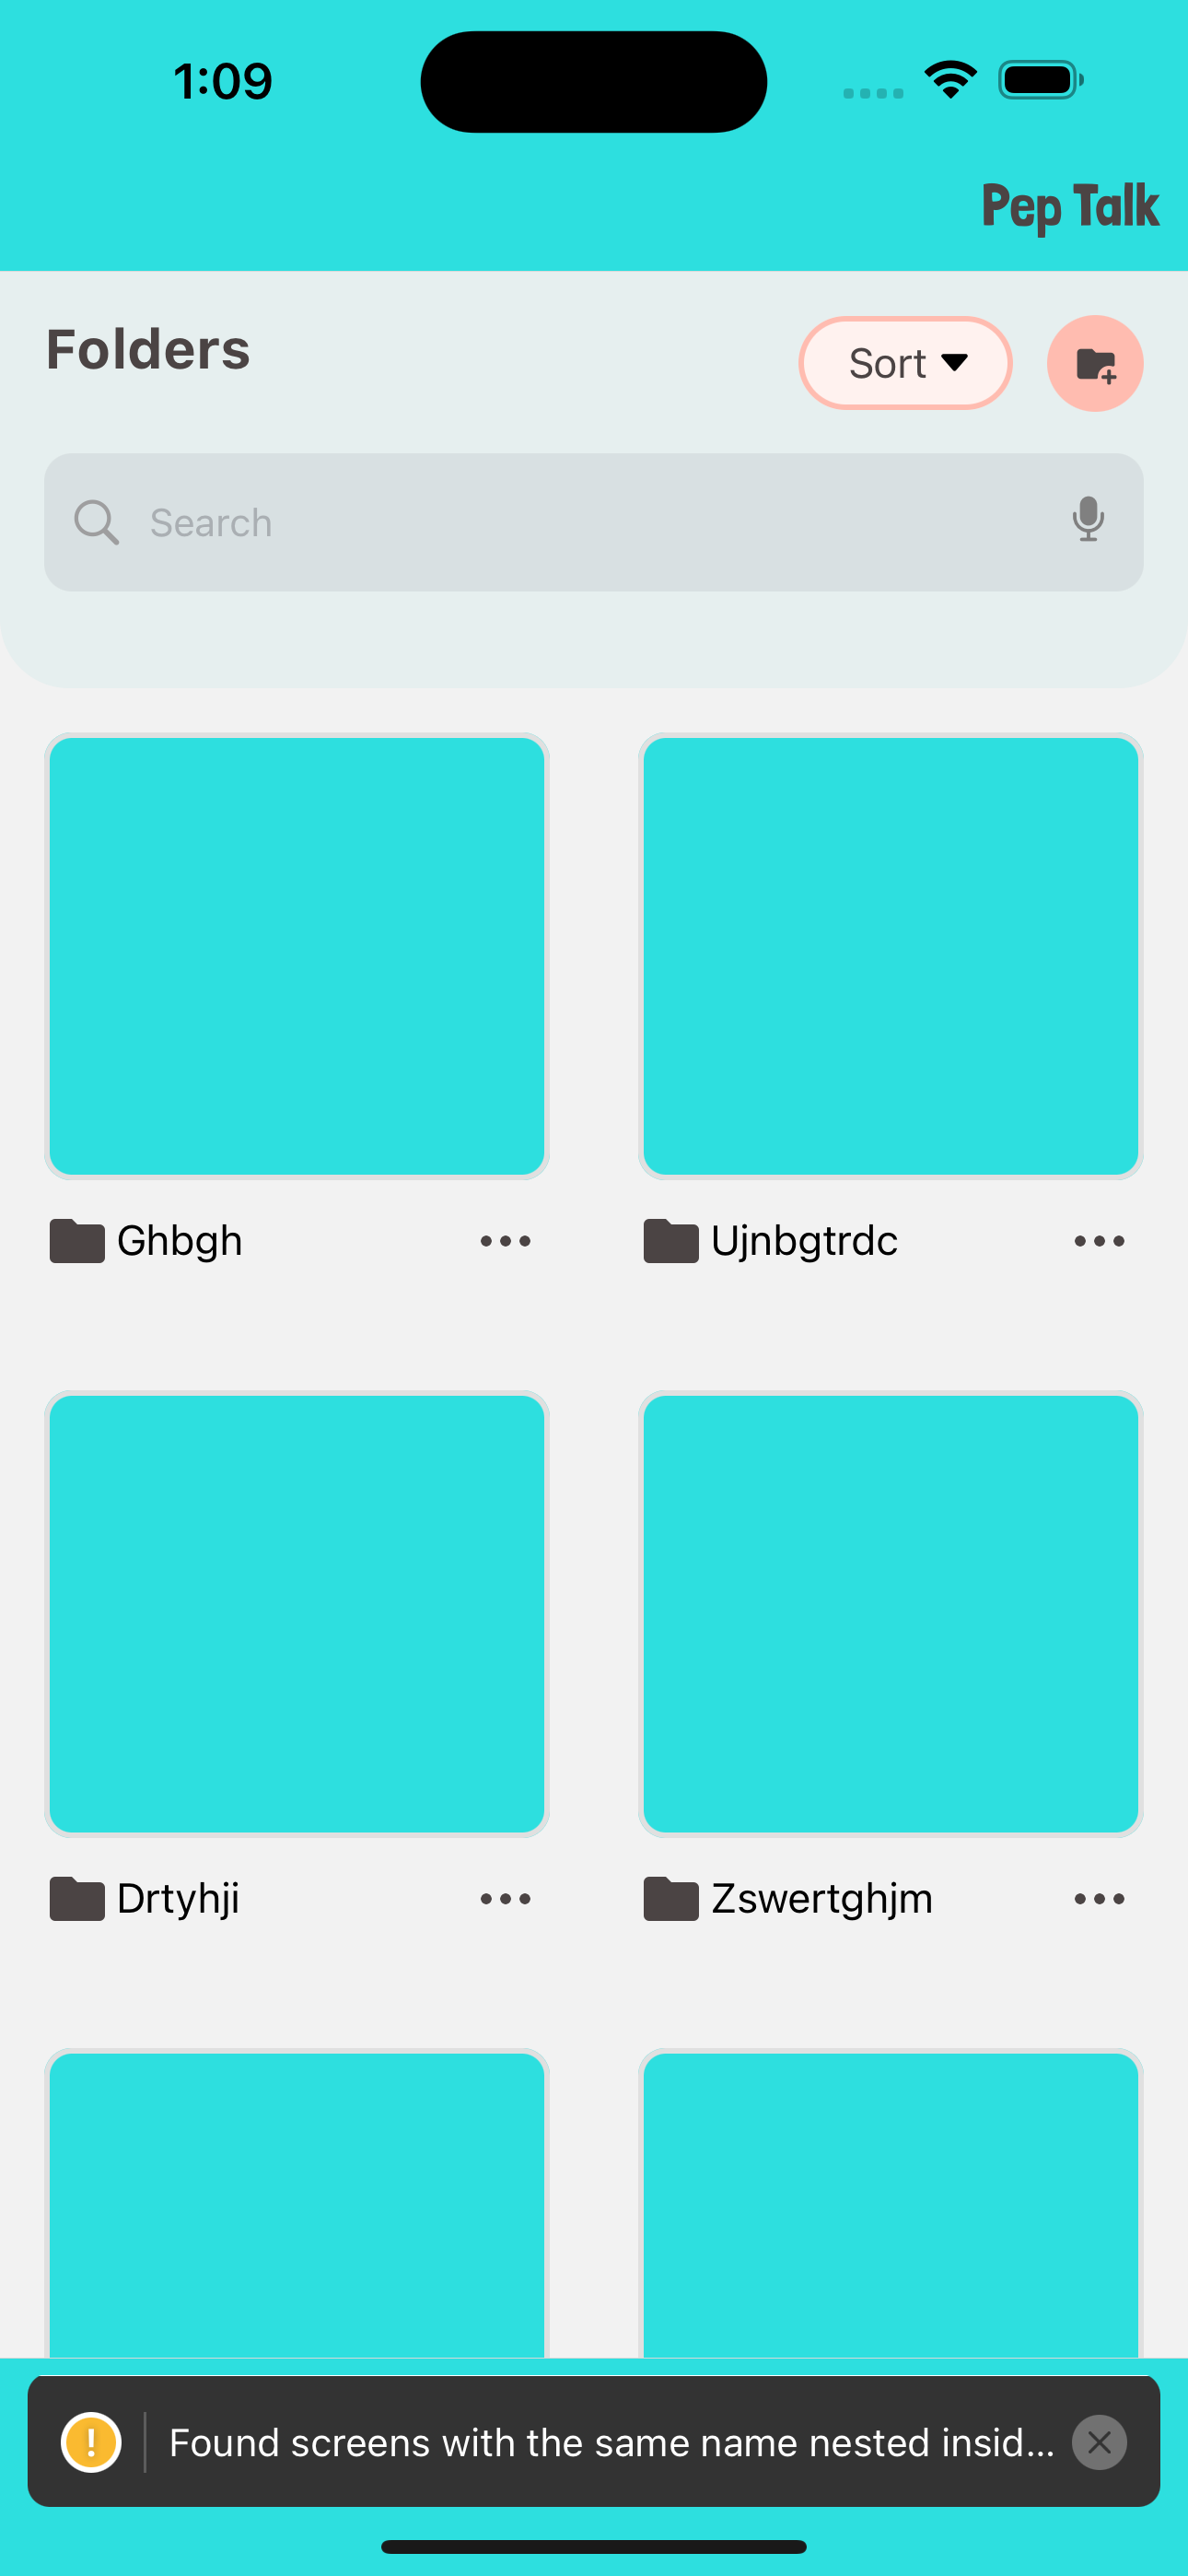 1:09
Pep Talk
Folders
Sort
Search
Ghbgh
Ujnbgtrdc
Drtyhji
Zswertghjm
Found screens with the same name nested insid...